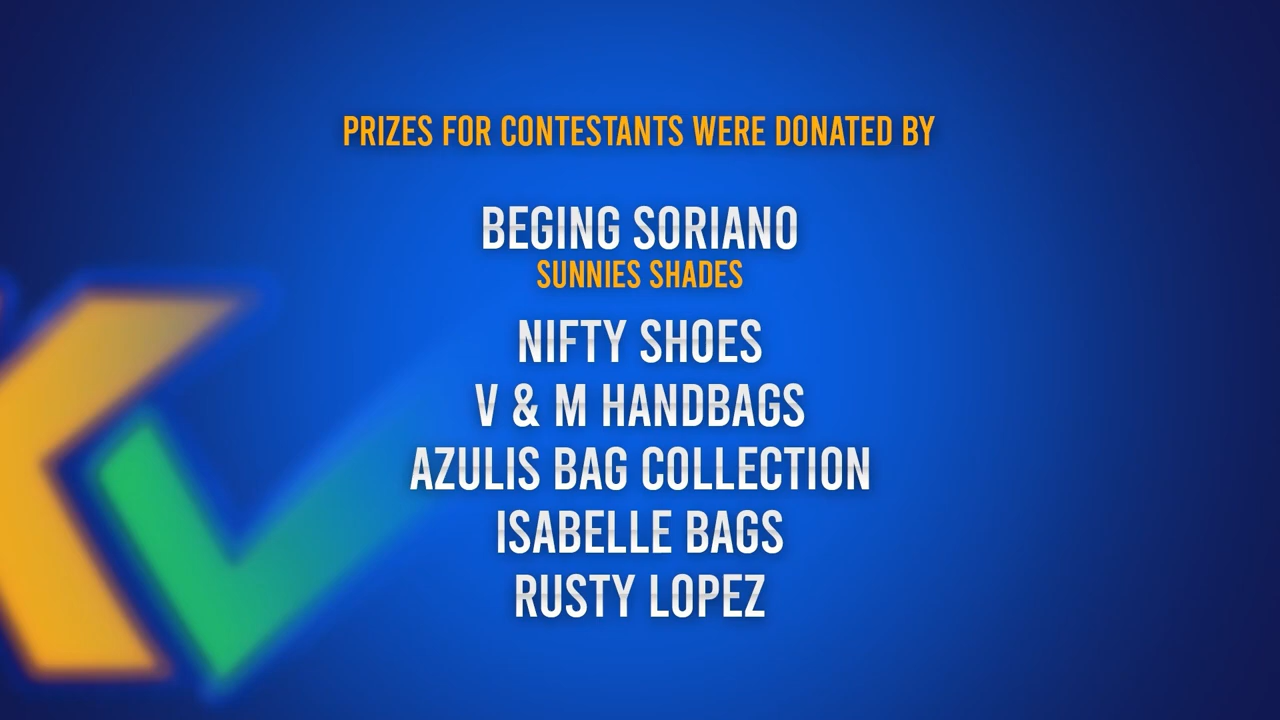 PRIZES FOR CONTESTANTS WERE DONATED BY
BEGING SORIANO
SUNNIES SHADES
NIFTY SHOES
V & M HANDBAGS
AZULIS BAG COLLECTION
ISABELLE BAGS
RUSTY LOPEZ